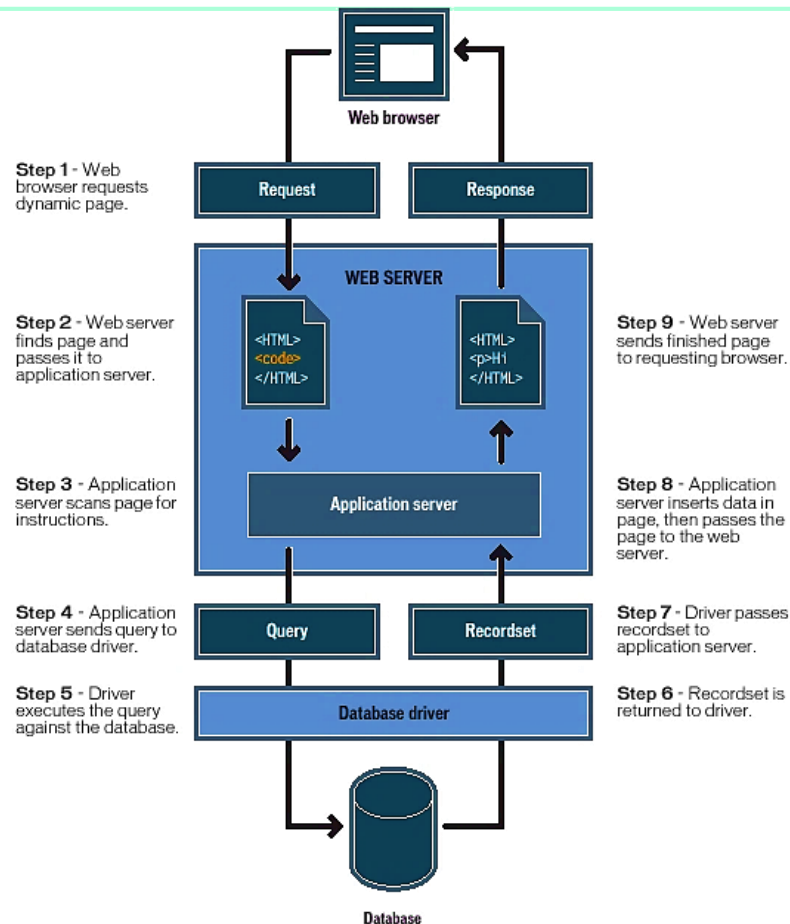 Web browser
Step 1 - Web
browser requests
dynamic page.
Request
Response
WEB SERVER
Step 2 - Web server
finds page and
passes it to
application server.
<HTML>
<code>
</HTML>
<HTML>
<p>Hi
</HTML>
Step 9 - Web server
sends finished page
to requesting browser.
Step 3 - Application
server scans page for
instructions.
Application server
Step 8 - Application
server inserts data in
page, then passes the
page to the web
server.
Step 4 - Application
server sends query to
database driver.
Query
Recordset
Step 7 - Driver passes
recordset to
application server.
Step 5 - Driver
executes the query
against the database.
Database driver
Step 6 - Recordset is
returned to driver.
Database